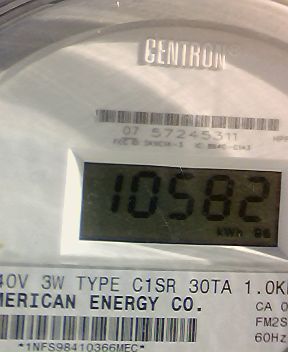 CENTRON
07 57245311
10582
kWh
40V 3W TYPE C1SR 30TA 1.0K
MERICAN ENERGY CO.
CA 0
FM2S
60Hz
*1NFS98410366MEC*